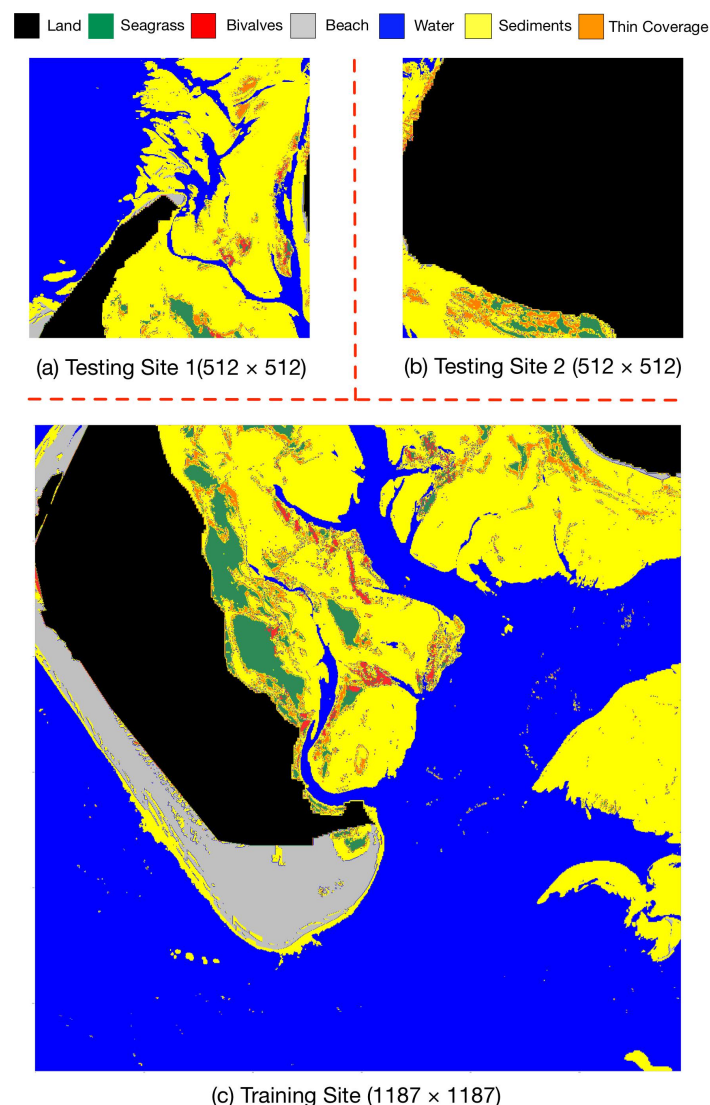 Land Seagrass Bivalves Beach Water Sediments Thin Coverage
(a) Testing Site 1(512 × 512) (b) Testing Site 2 (512 × 512)
(c) Training Site (1187 × 1187)